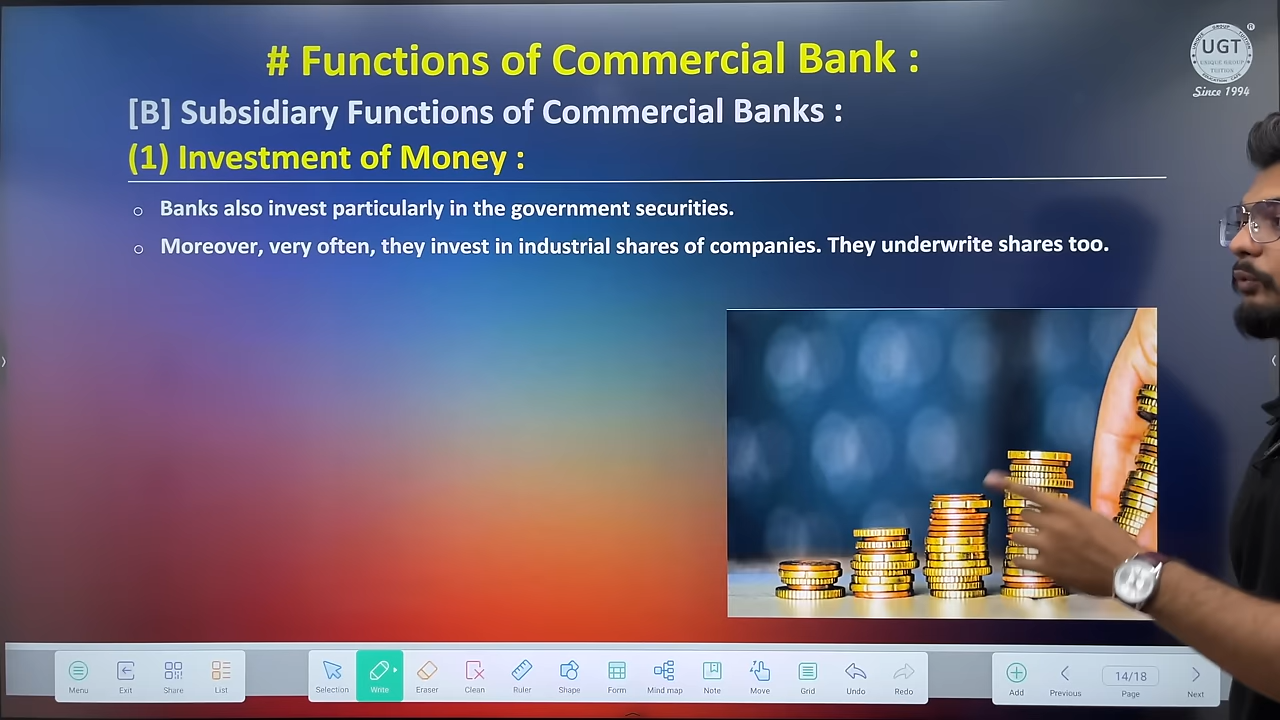 # Functions of Commercial Bank :
[B] Subsidiary Functions of Commercial Banks :
(1) Investment of Money :
Banks also invest particularly in the government securities.
Moreover, very often, they invest in industrial shares of companies. They underwrite shares too.
UGT
UNIQUE GROUP
TUITION
Since 1994
Menu
Exit
Share
List
Selection
Write
Eraser
Clean
Ruler
Shape
Form
Mind map
Note
Move
Grid
Undo
Redo
Add
Previous
14/18
Page
Next